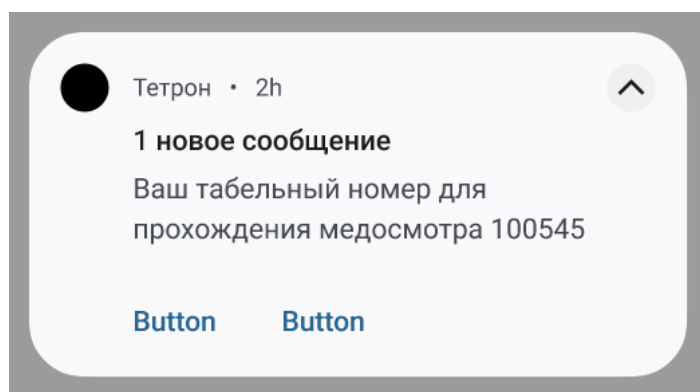 Тетрон • 2h
1 новое сообщение
Ваш табельный номер для
прохождения медосмотра 100545
Button Button